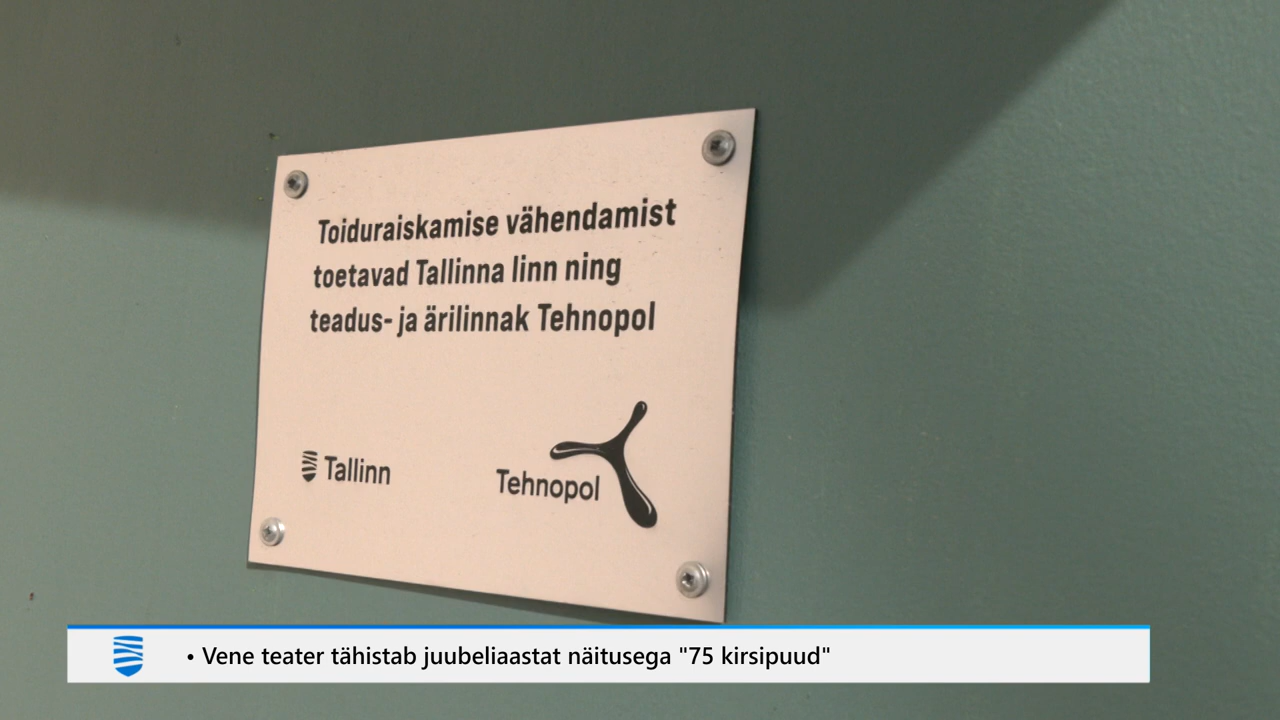 Toiduraiskamise vähendamist
toetavad Tallinna linn ning
teadus- ja ärilinnak Tehnopol
Tallinn
Tehnopol
• Vene teater tähistab juubeliaastat näitusega "75 kirsipuud"